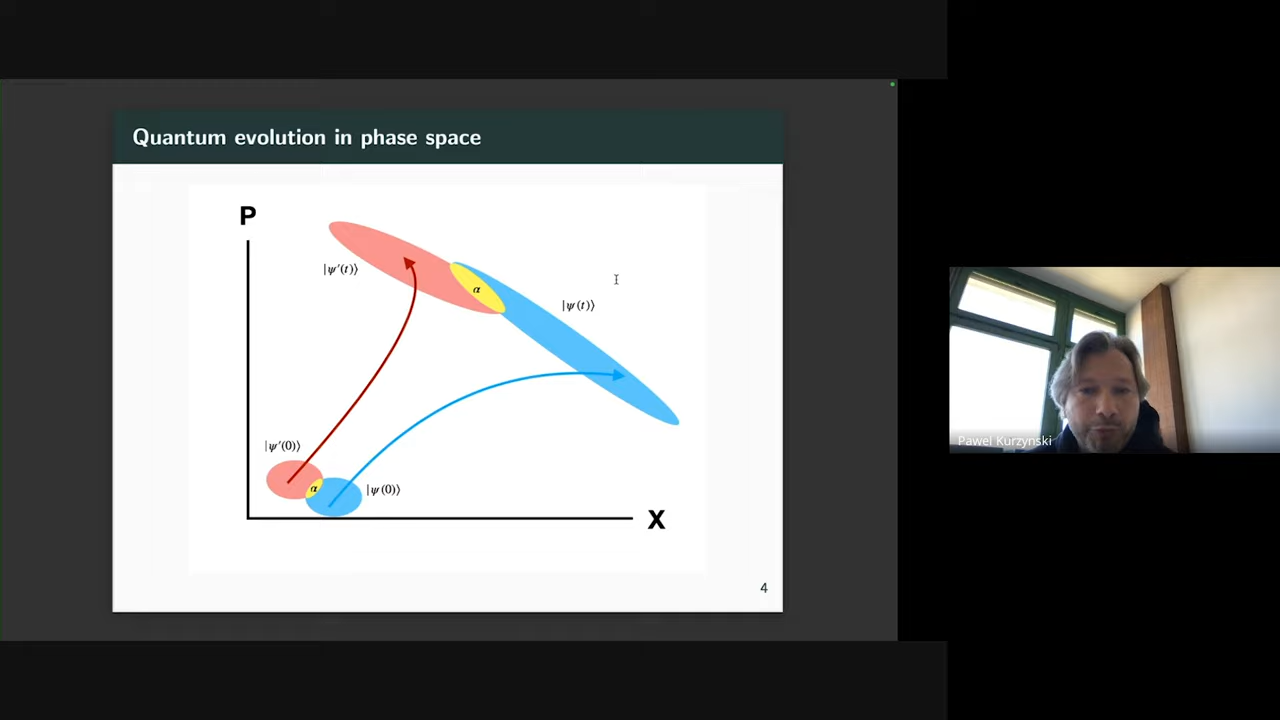 Quantum evolution in phase space
P
|ψ′(t)⟩
α
|ψ(t)⟩
|ψ′(0)⟩
α
|ψ(0)⟩
X
4
Pawel Kurzynski